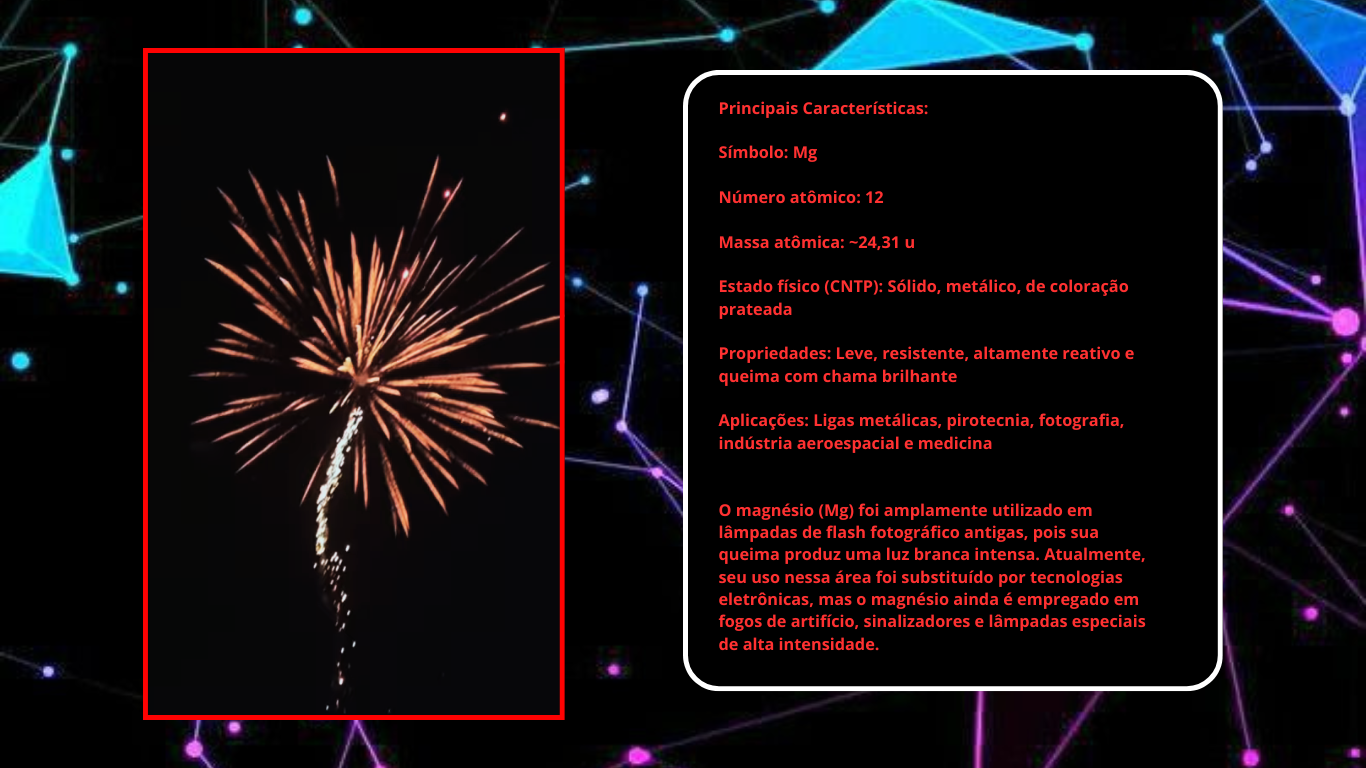 Principais Características:
Símbolo: Mg
Número atômico: 12
Massa atômica: ~24,31 u
Estado físico (CNTP): Sólido, metálico, de coloração
prateada
Propriedades: Leve, resistente, altamente reativo e
queima com chama brilhante
Aplicações: Ligas metálicas, pirotecnia, fotografia,
indústria aeroespacial e medicina
O magnésio (Mg) foi amplamente utilizado em
lâmpadas de flash fotográfico antigas, pois sua
queima produz uma luz branca intensa. Atualmente,
seu uso nessa área foi substituído por tecnologias
eletrônicas, mas o magnésio ainda é empregado em
fogos de artifício, sinalizadores e lâmpadas especiais
de alta intensidade.